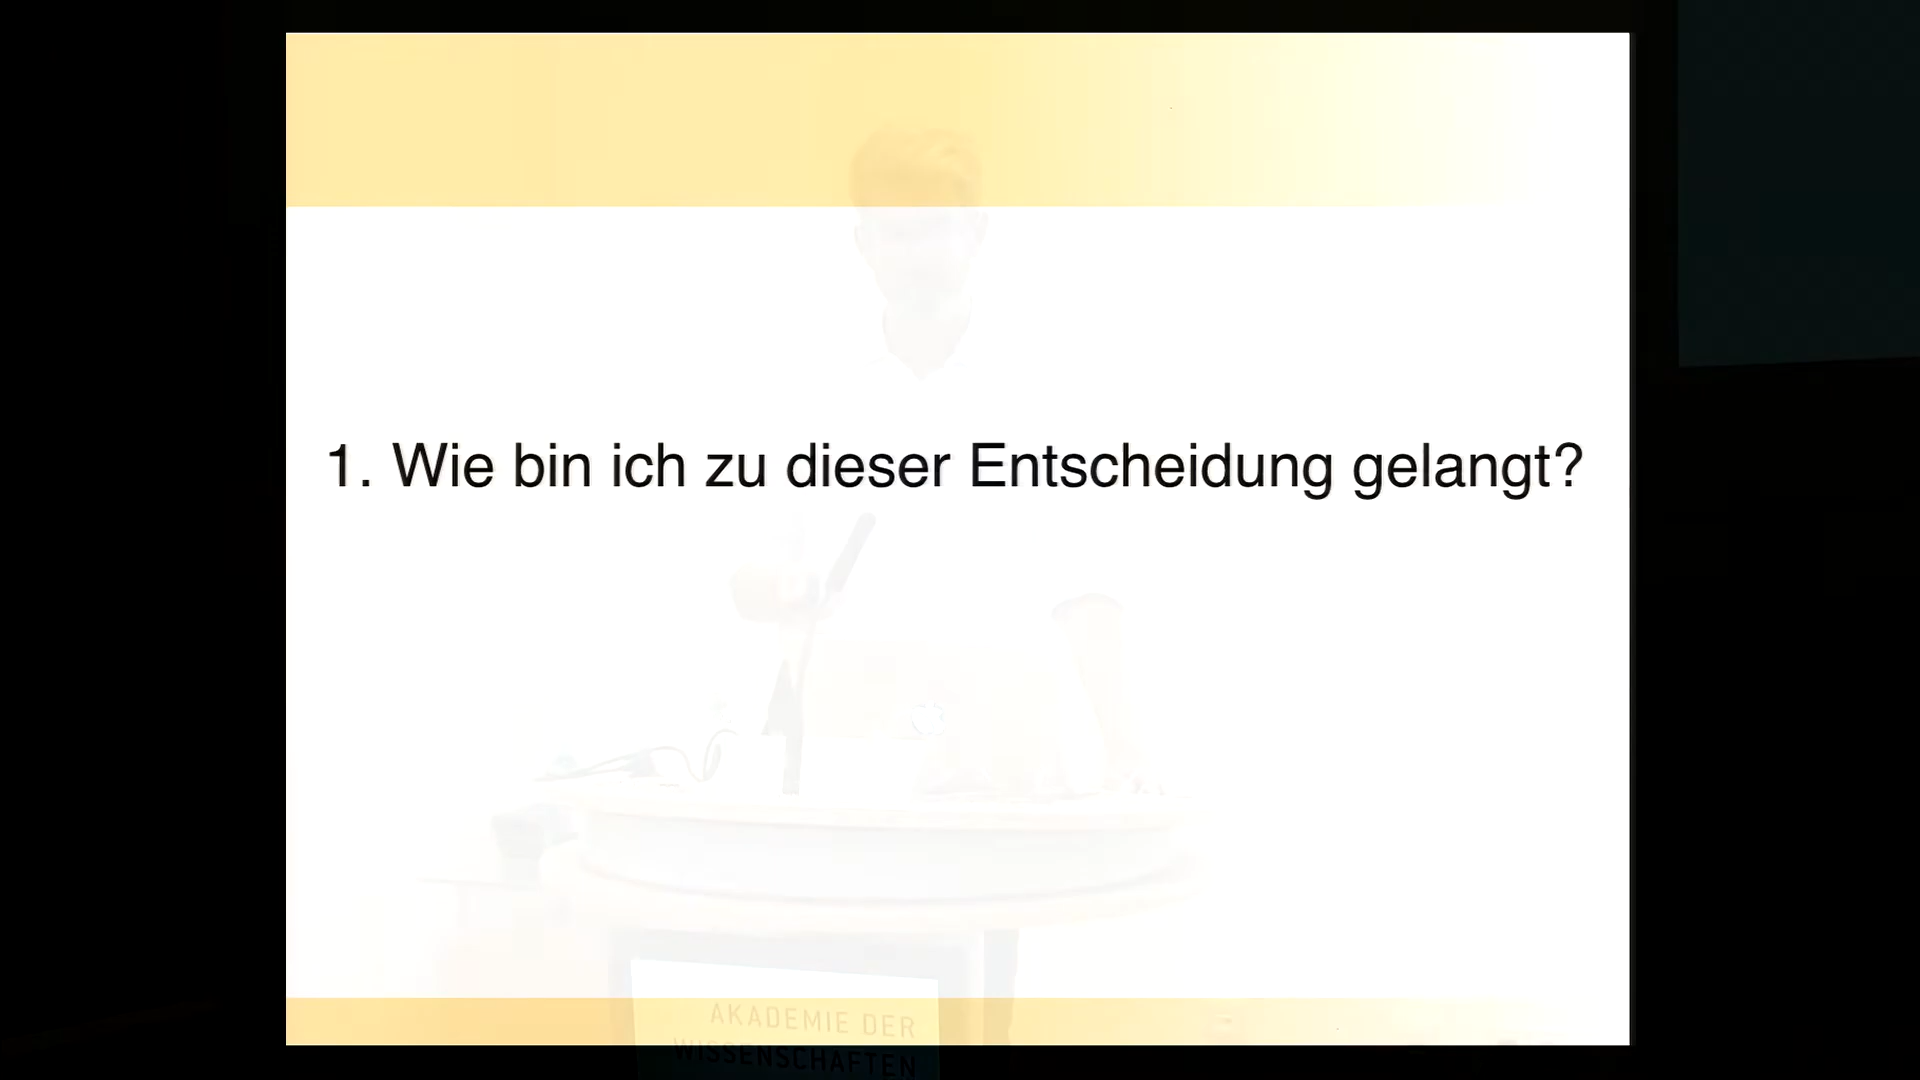 1. Wie bin ich zu dieser Entscheidung gelangt?
AKADEMIE DER
WISSENSCHAFTEN